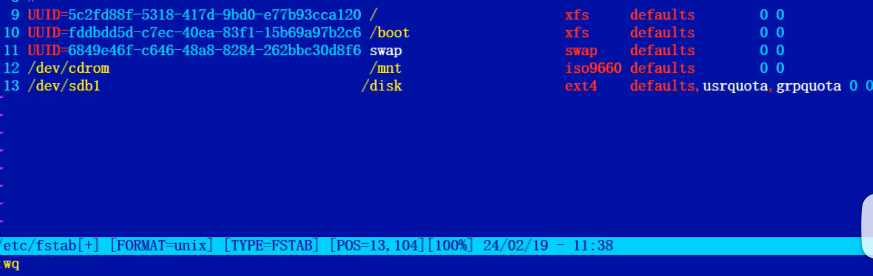 9 UUID=5c2fd88f-5318-417d-9bd0-e77b93cca120 / xfs defaults 0 0
10 UUID=fddbdd5d-c7ec-40ea-83f1-15b69a97b2c6 /boot xfs defaults 0 0
11 UUID=6849e46f-c646-48a8-8284-262bbc30d8f6 swap swap defaults 0 0
12 /dev/cdrom /mnt iso9660 defaults 0 0
13 /dev/sdb1 /disk ext4 defaults,usrquota,grpquota 0 0
~
~
~
~
~
~
~
~
/etc/fstab[+] [FORMAT=unix] [TYPE=FSTAB] [POS=13,104][100%] 24/02/19 - 11:38
:wq